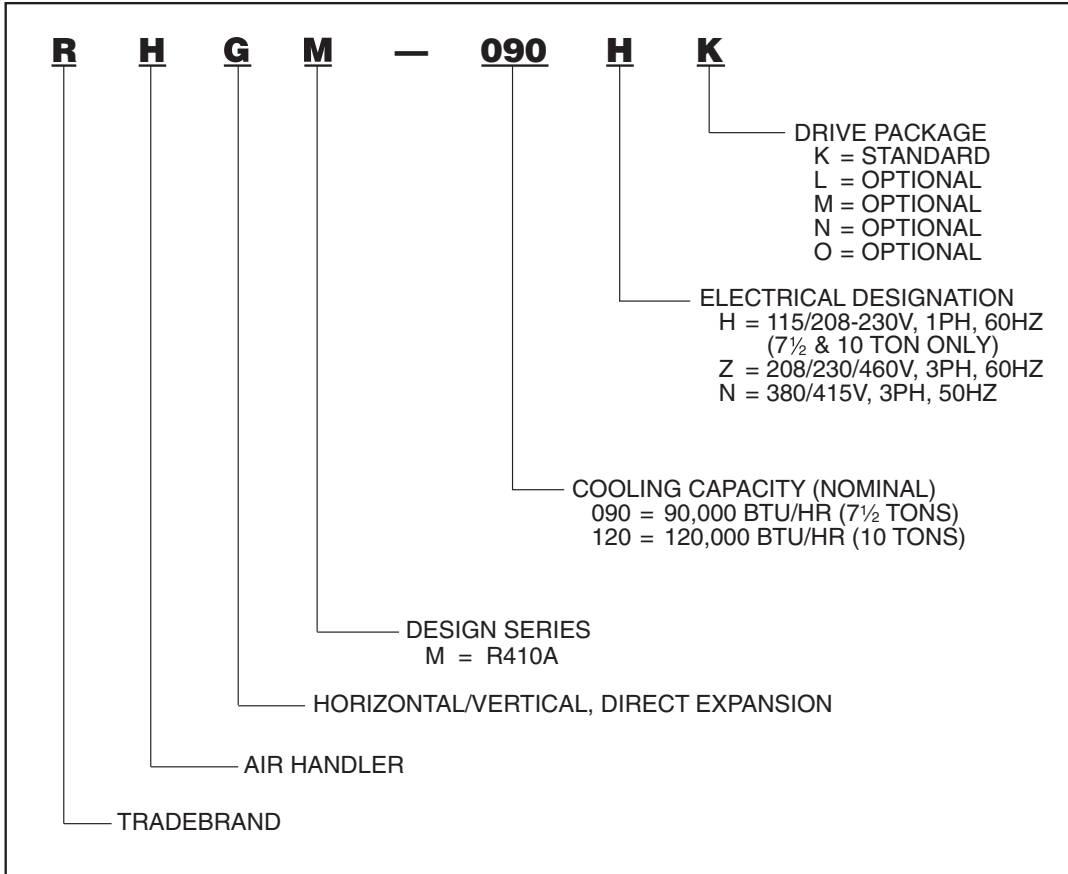 R H G M — 090 H K
DRIVE PACKAGE
K = STANDARD
L = OPTIONAL
M = OPTIONAL
N = OPTIONAL
O = OPTIONAL
ELECTRICAL DESIGNATION
H = 115/208-230V, 1PH, 60HZ
(7½ & 10 TON ONLY)
Z = 208/230/460V, 3PH, 60HZ
N = 380/415V, 3PH, 50HZ
COOLING CAPACITY (NOMINAL)
090 = 90,000 BTU/HR (7½ TONS)
120 = 120,000 BTU/HR (10 TONS)
DESIGN SERIES
M = R410A
HORIZONTAL/VERTICAL, DIRECT EXPANSION
AIR HANDLER
TRADEBRAND